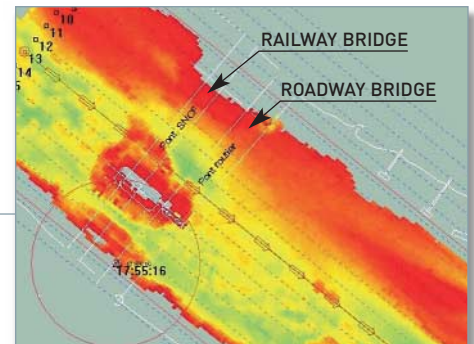 10
11
12
13
14
RAILWAY BRIDGE
ROADWAY BRIDGE
Pont SNCF
Pont routier
17:55:16